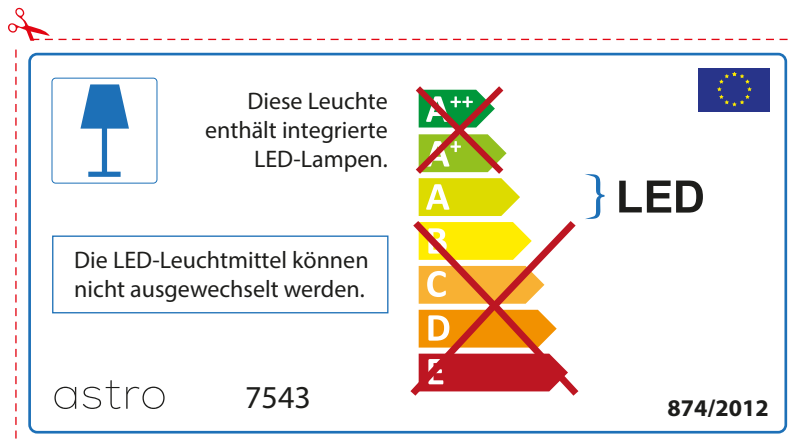 Diese Leuchte
enthält integrierte
LED-Lampen.
Die LED-Leuchtmittel können
nicht ausgewechselt werden.
A++
A+
A
B
C
D
E
LED
astro
7543
874/2012